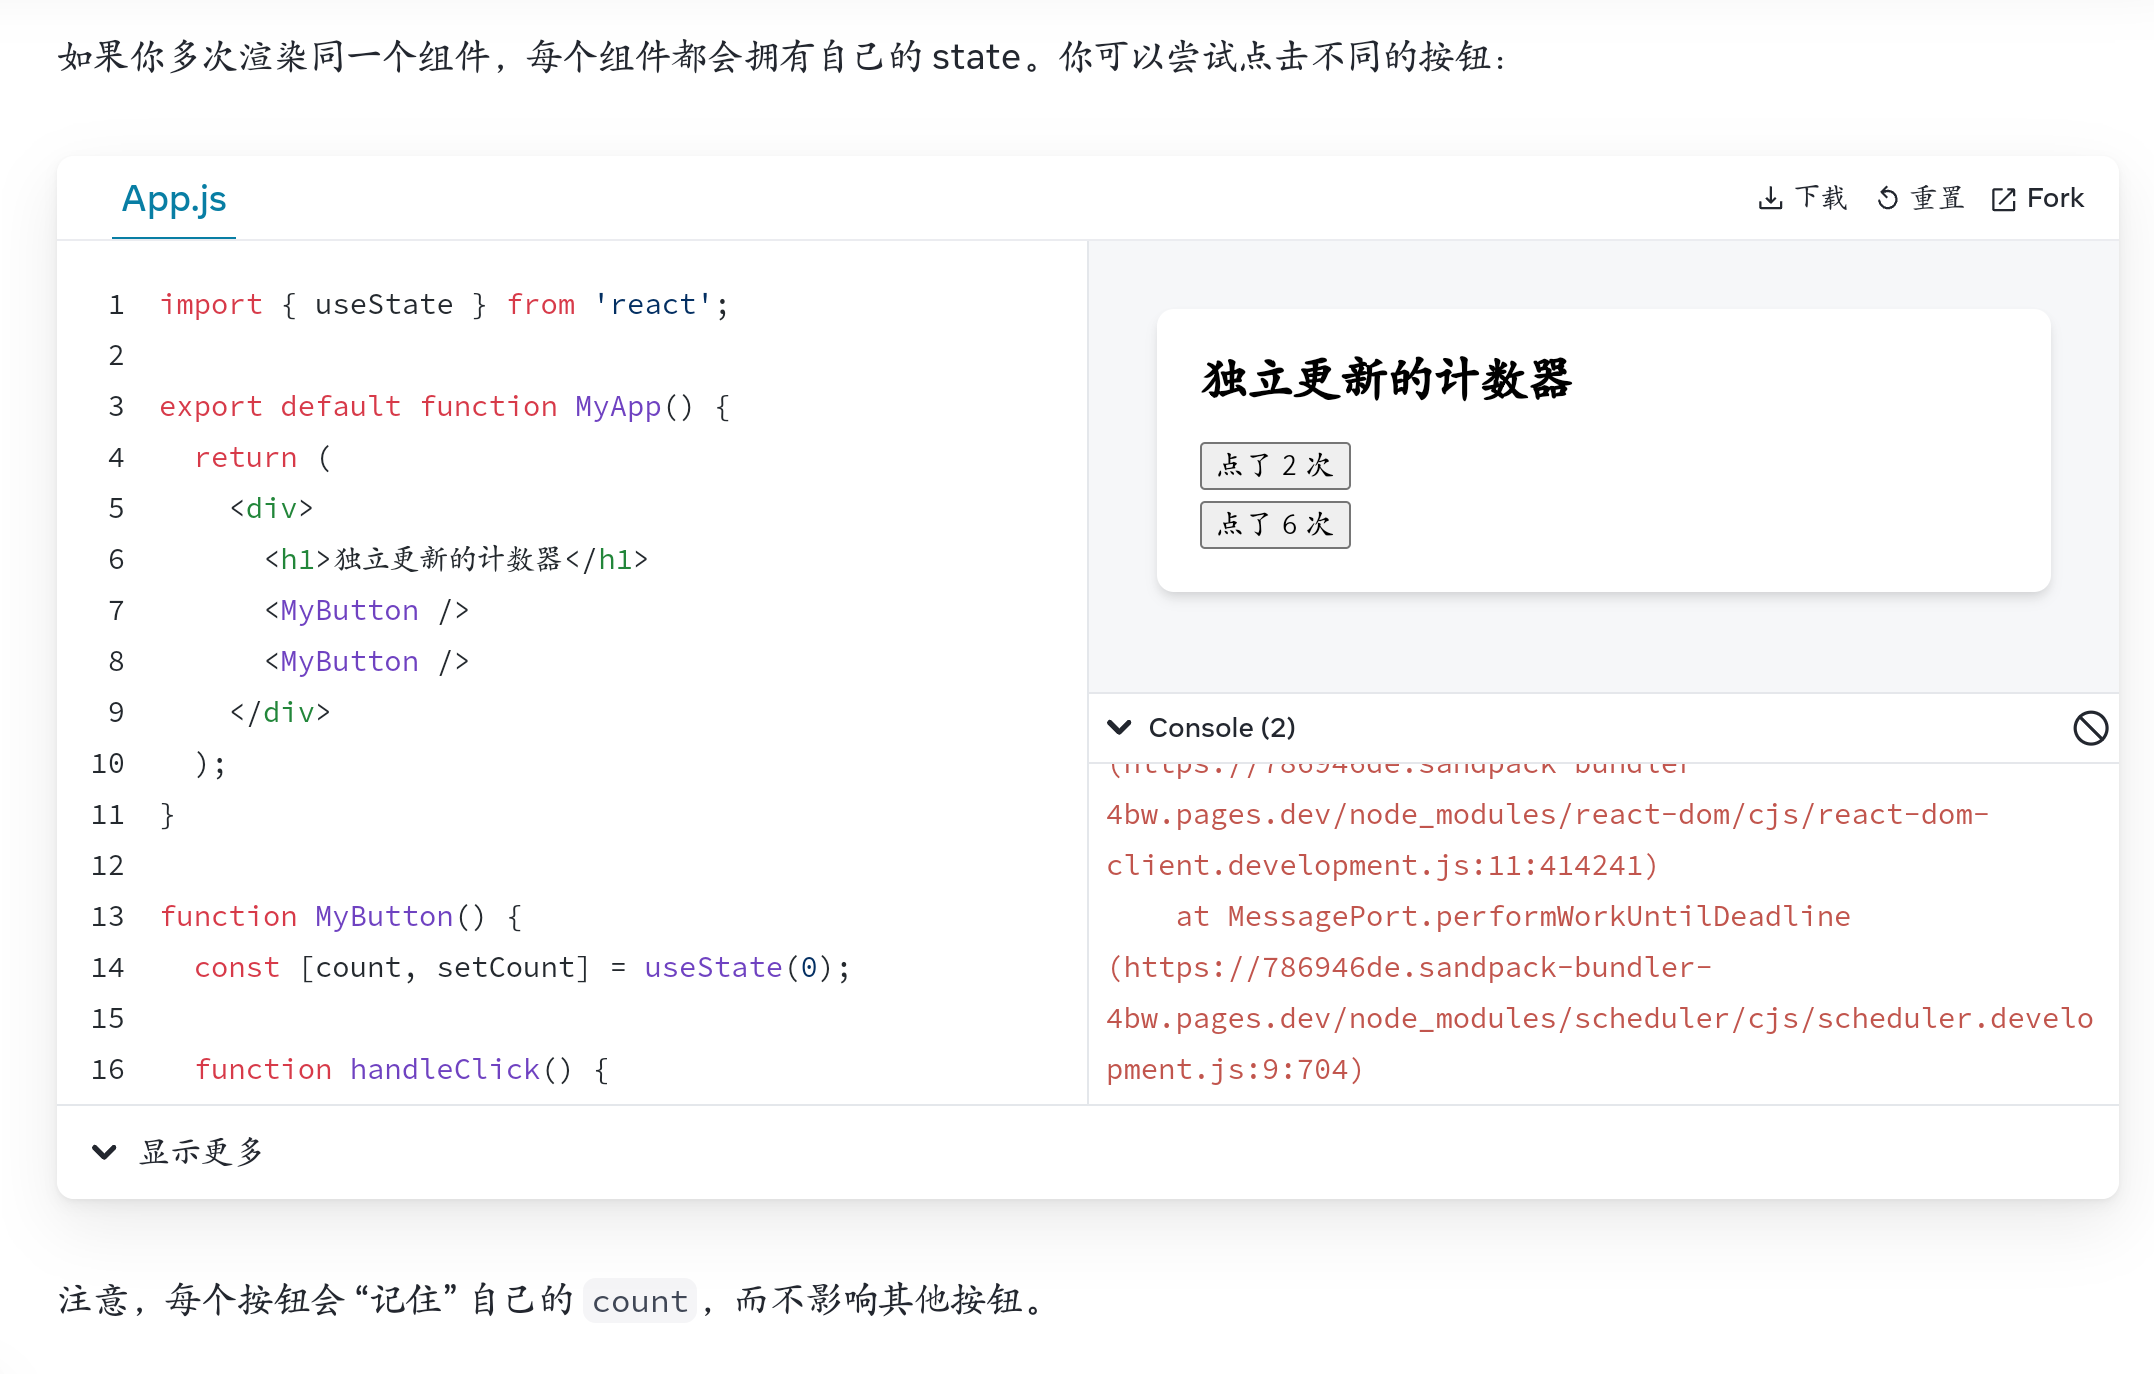 如果你多次渲染同一个组件，每个组件都会拥有自己的 state。你可以尝试点击不同的按钮：
App.js
下载 重置 Fork
1 import { useState } from 'react';
2
3 export default function MyApp() {
4   return (
5     <div>
6       <h1>独立更新的计数器</h1>
7       <MyButton />
8       <MyButton />
9     </div>
10   );
11 }
12
13 function MyButton() {
14   const [count, setCount] = useState(0);
15
16   function handleClick() {
显示更多
独立更新的计数器
点了 2 次
点了 6 次
Console (2)
(https://786946de.sandpack-bundler-
4bw.pages.dev/node_modules/react-dom/cjs/react-dom-
client.development.js:11:414241)
    at MessagePort.performWorkUntilDeadline
(https://786946de.sandpack-bundler-
4bw.pages.dev/node_modules/scheduler/cjs/scheduler.develo
pment.js:9:704)
注意，每个按钮会 “记住” 自己的 count，而不影响其他按钮。